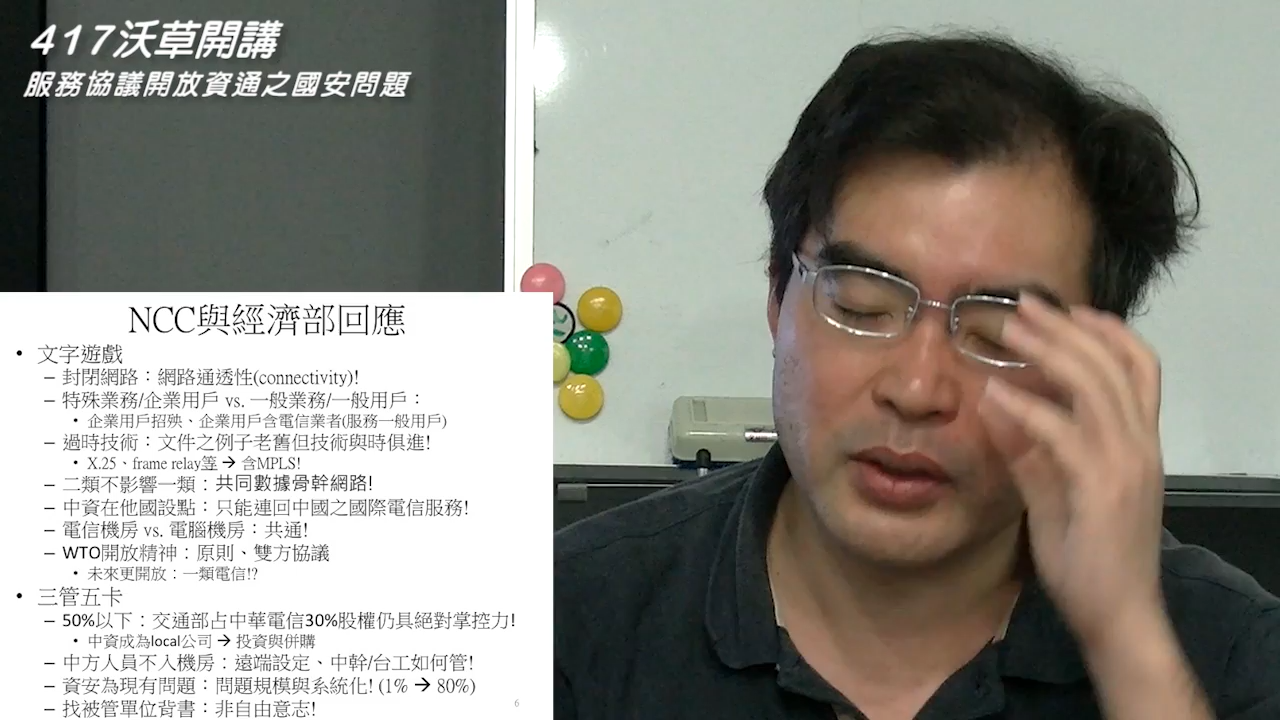 417沃草開講
服務協議開放資通之國安問題
NCC與經濟部回應
• 文字遊戲
– 封閉網路：網路通透性(connectivity)!
– 特殊業務/企業用戶 vs. 一般業務/一般用戶：
• 企業用戶招殃、企業用戶含電信業者(服務一般用戶)
– 過時技術：文件之例子老舊但技術與時俱進!
• X.25、frame relay等 → 含MPLS!
– 二類不影響一類：共同數據骨幹網路!
– 中資在他國設點：只能連回中國之國際電信服務!
– 電信機房 vs. 電腦機房：共通!
– WTO開放精神：原則、雙方協議
• 未來更開放：一類電信!?
• 三管五卡
– 50%以下：交通部占中華電信30%股權仍具絕對掌控力!
• 中資成為local公司 → 投資與併購
– 中方人員不入機房：遠端設定、中幹/台工如何管!
– 資安為現有問題：問題規模與系統化! (1% → 80%)
– 找被管單位背書：非自由意志!
6